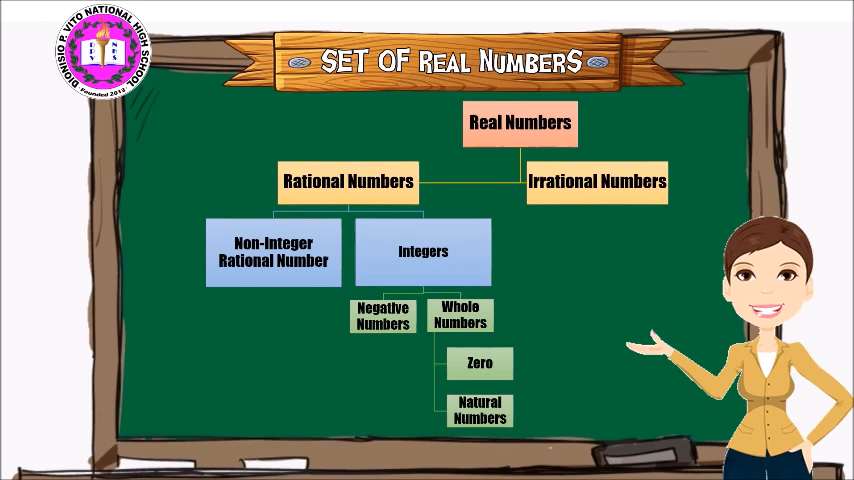 DIONISIO P. VITO NATIONAL HIGH SCHOOL
Founded 2013
SET OF REAL NUMBERS
Real Numbers
Rational Numbers
Irrational Numbers
Non-Integer
Rational Number
Integers
Negative
Numbers
Whole
Numbers
Zero
Natural
Numbers